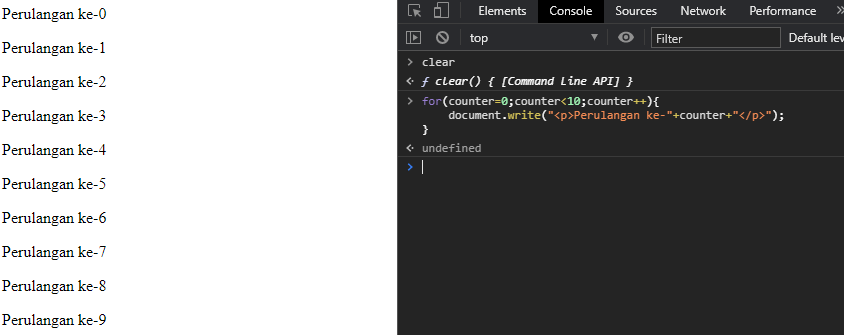 Perulangan ke-0
Perulangan ke-1
Perulangan ke-2
Perulangan ke-3
Perulangan ke-4
Perulangan ke-5
Perulangan ke-6
Perulangan ke-7
Perulangan ke-8
Perulangan ke-9
Elements Console Sources Network Performance »
top ▼ Filter Default lev
> clear
<· ƒ clear() { [Command Line API] }
> for(counter=0;counter<10;counter++){
document.write("<p>Perulangan ke-"+counter+"</p>");
}
<· undefined
>